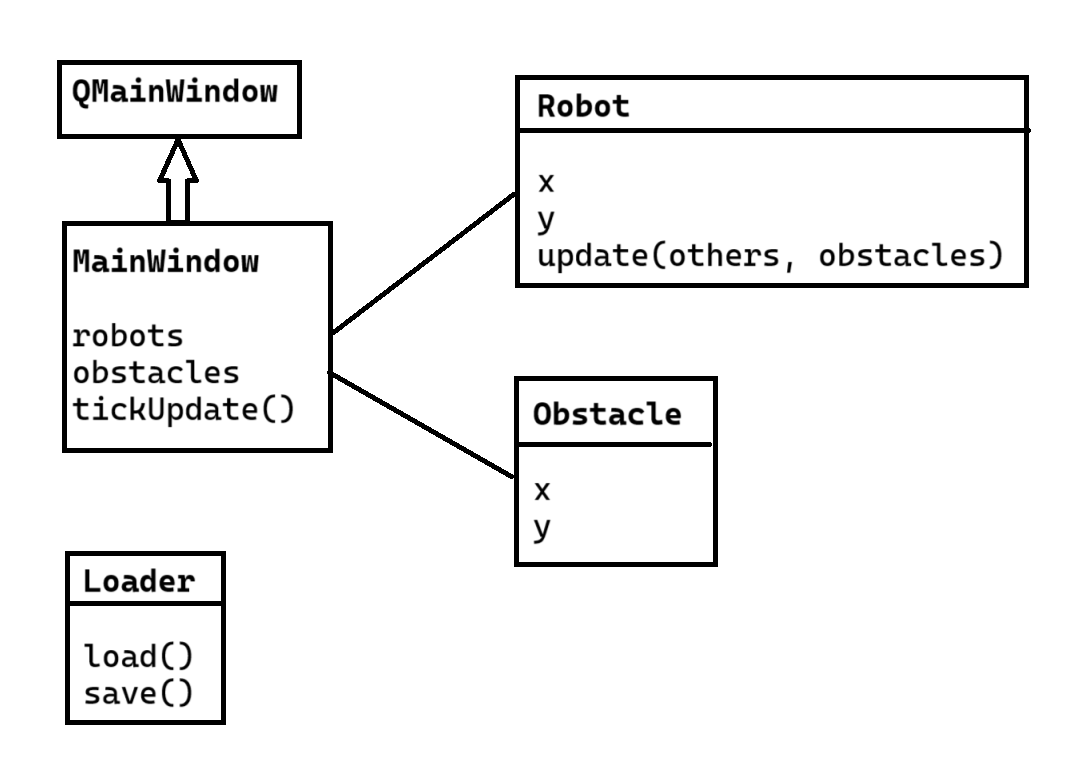 QMainWindow
MainWindow
robots
obstacles
tickUpdate()
Robot
x
y
update(others, obstacles)
Obstacle
x
y
Loader
load()
save()